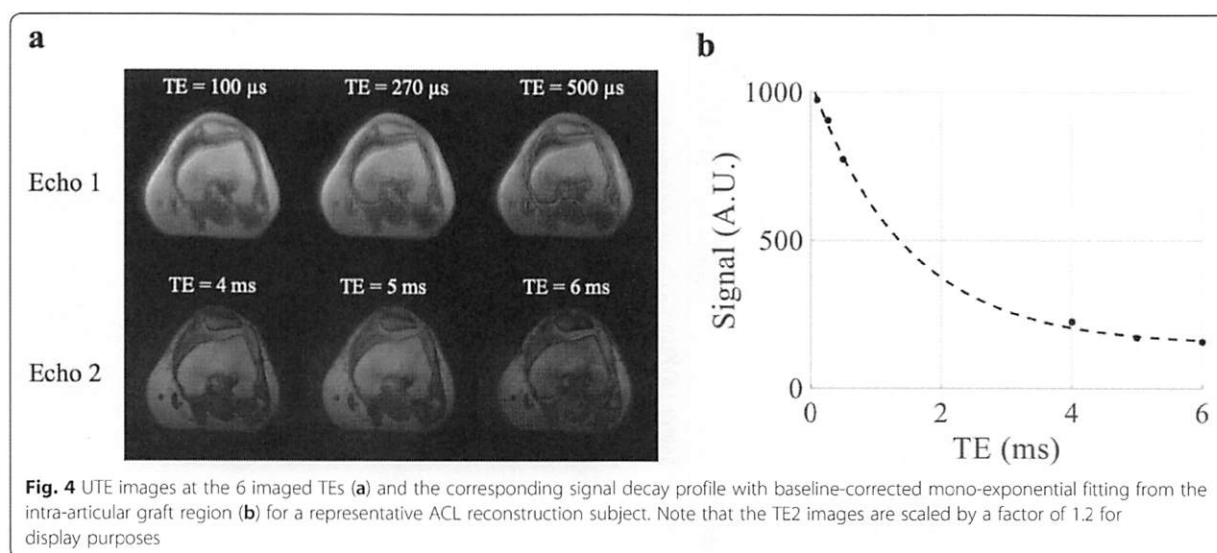 a
TE = 100 µs TE = 270 µs TE = 500 µs
Echo 1
TE = 4 ms TE = 5 ms TE = 6 ms
Echo 2
b
1000
500
0
Signal (A.U.)
0 2 4 6
TE (ms)
Fig. 4 UTE images at the 6 imaged TEs (a) and the corresponding signal decay profile with baseline-corrected mono-exponential fitting from the
intra-articular graft region (b) for a representative ACL reconstruction subject. Note that the TE2 images are scaled by a factor of 1.2 for
display purposes